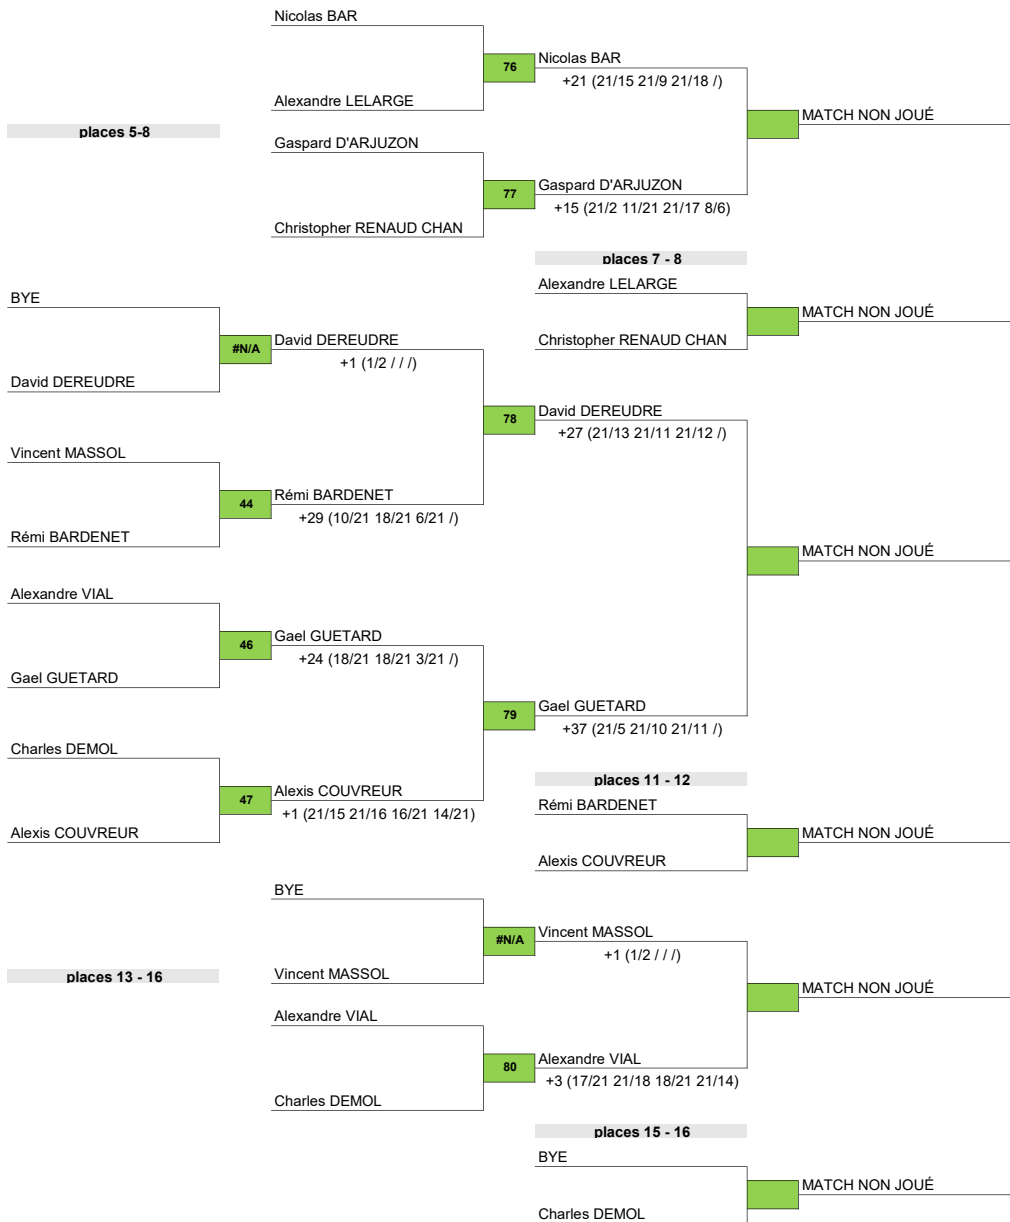 Nicolas BAR
76
Nicolas BAR
+21 (21/15 21/9 21/18 /)
Alexandre LELARGE
MATCH NON JOUÉ
places 5-8
Gaspard D'ARJUZON
77
Gaspard D'ARJUZON
+15 (21/2 11/21 21/17 8/6)
Christopher RENAUD CHAN
places 7 - 8
Alexandre LELARGE
BYE
MATCH NON JOUÉ
#N/A
David DEREUDRE
Christopher RENAUD CHAN
+1 (1/2 / / /)
David DEREUDRE
78
David DEREUDRE
+27 (21/13 21/11 21/12 /)
Vincent MASSOL
44
Rémi BARDENET
+29 (10/21 18/21 6/21 /)
Rémi BARDENET
MATCH NON JOUÉ
Alexandre VIAL
46
Gael GUETARD
+24 (18/21 18/21 3/21 /)
Gael GUETARD
79
Gael GUETARD
+37 (21/5 21/10 21/11 /)
Charles DEMOL
places 11 - 12
47
Alexis COUVREUR
Rémi BARDENET
+1 (21/15 21/16 16/21 14/21)
Alexis COUVREUR
MATCH NON JOUÉ
Alexis COUVREUR
BYE
#N/A
Vincent MASSOL
+1 (1/2 / / /)
places 13 - 16
Vincent MASSOL
MATCH NON JOUÉ
Alexandre VIAL
80
Alexandre VIAL
+3 (17/21 21/18 18/21 21/14)
Charles DEMOL
places 15 - 16
BYE
MATCH NON JOUÉ
Charles DEMOL